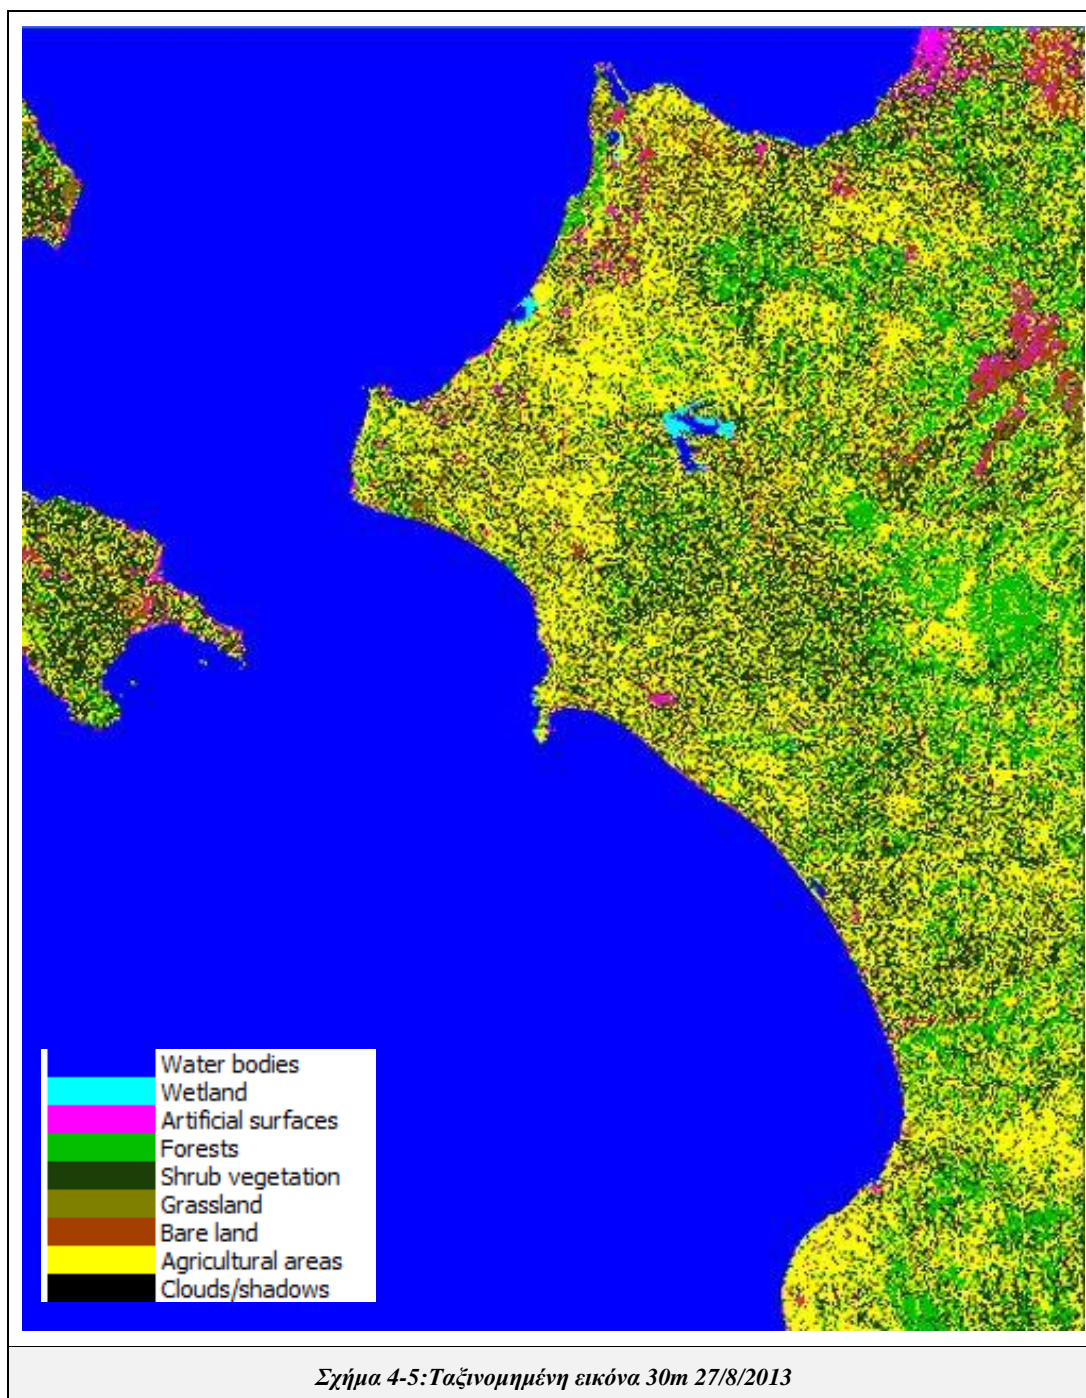 Water bodies
Wetland
Artificial surfaces
Forests
Shrub vegetation
Grassland
Bare land
Agricultural areas
Clouds/shadows
Σχήμα 4-5:Ταξινομημένη εικόνα 30m 27/8/2013